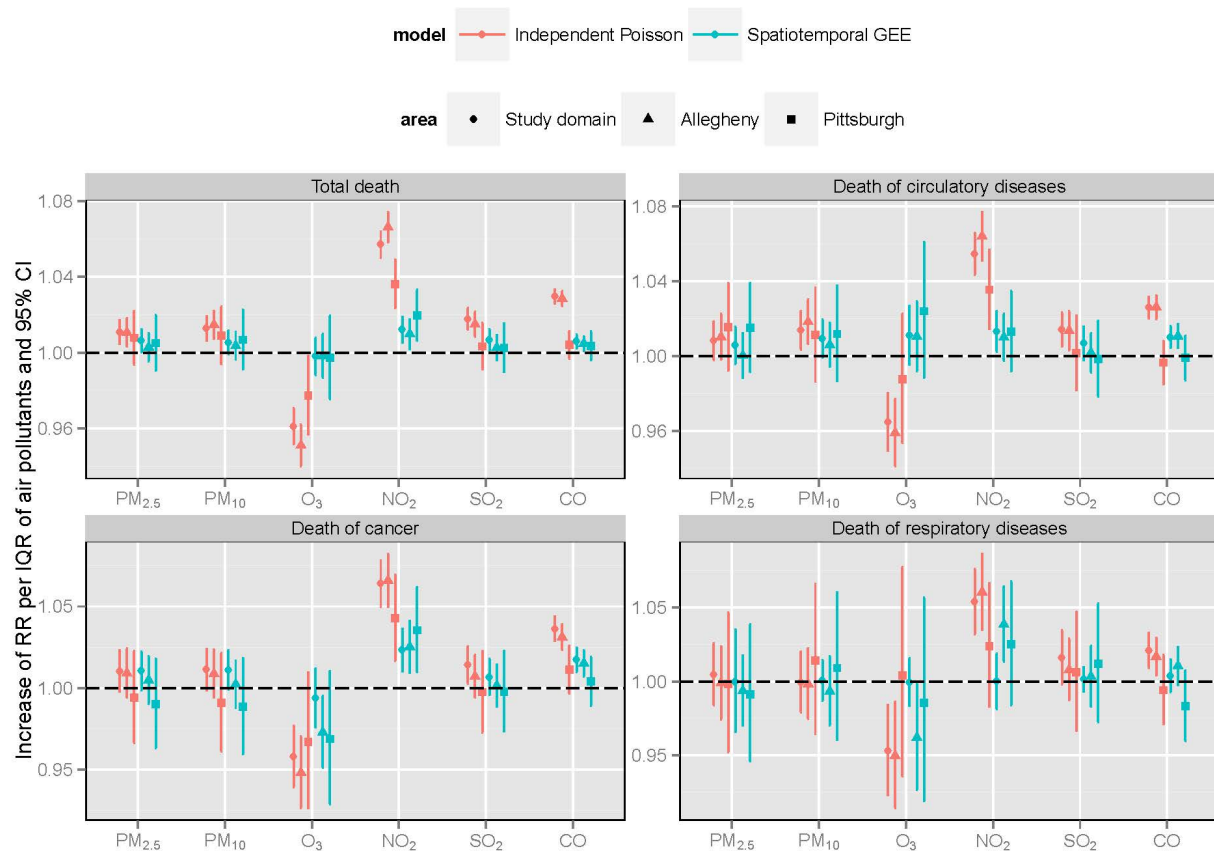 model Independent Poisson Spatiotemporal GEE
area Study domain Allegheny Pittsburgh
Increase of RR per IQR of air pollutants and 95% CI
Total death
1.08
1.04
1.00
0.96
PM2.5 PM10 O3 NO2 SO2 CO
Death of circulatory diseases
1.08
1.04
1.00
0.96
PM2.5 PM10 O3 NO2 SO2 CO
Death of cancer
1.05
1.00
0.95
PM2.5 PM10 O3 NO2 SO2 CO
Death of respiratory diseases
1.05
1.00
0.95
PM2.5 PM10 O3 NO2 SO2 CO